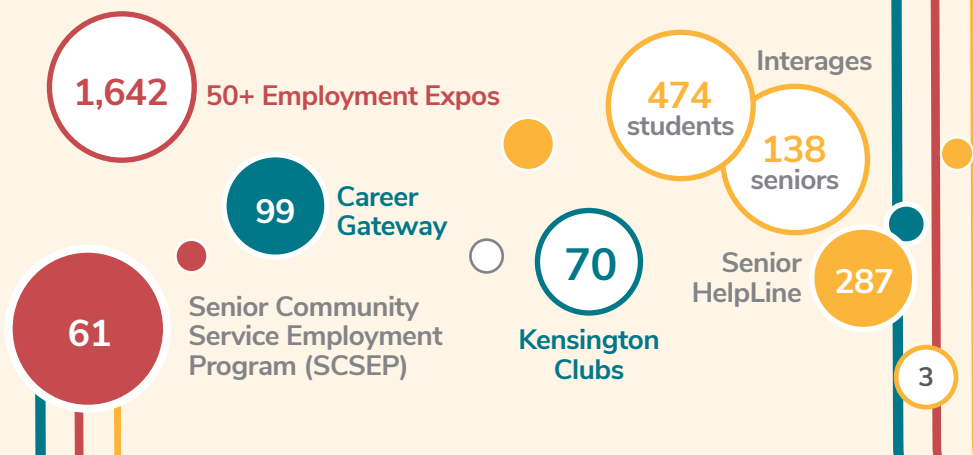 1,642
50+ Employment Expos
99
Career
Gateway
61
Senior Community
Service Employment
Program (SCSEP)
Interages
474
students
138
seniors
70
Kensington
Clubs
Senior
HelpLine
287
3